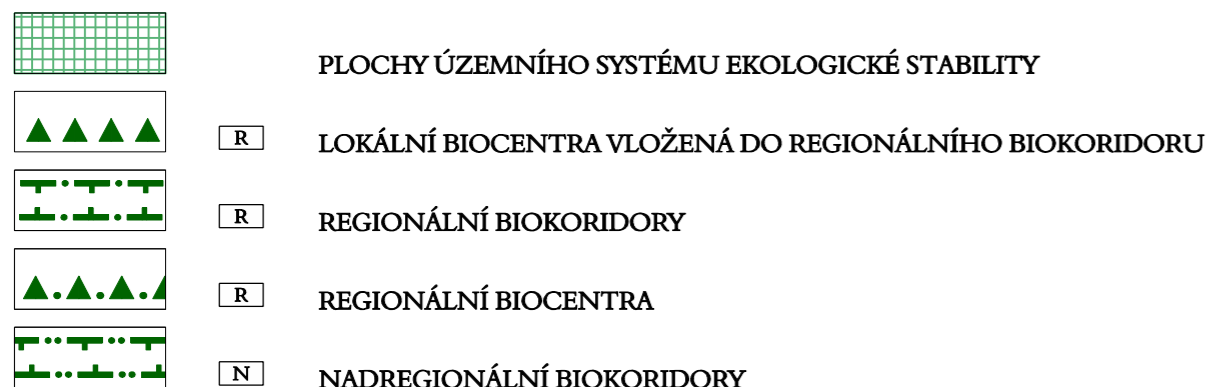 PLOCHY ÚZEMNÍHO SYSTÉMU EKOLOGICKÉ STABILITY
R LOKÁLNÍ BIOCENTRA VLOŽENÁ DO REGIONÁLNÍHO BIOKORIDORU
R REGIONÁLNÍ BIOKORIDORY
R REGIONÁLNÍ BIOCENTRA
N NADREGIONÁLNÍ BIOKORIDORY